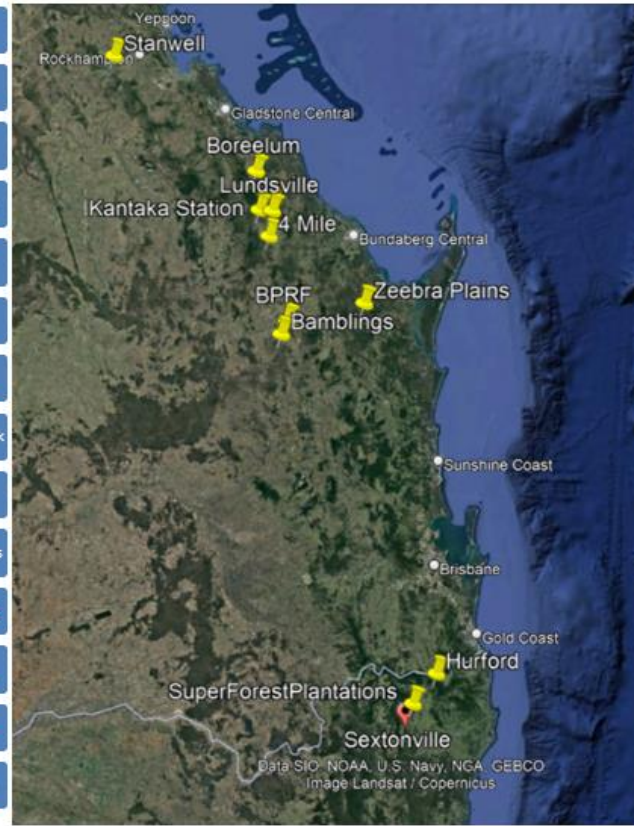 Yeppoon
Stanwell
Rockhampton
Gladstone Central
Boreelum
Lundsville
IKantaka Station
4 Mile
Bundaberg Central
Zeebra Plains
BPRF
Bamblings
Sunshine Coast
Brisbane
Gold Coast
Hurford
SuperForestPlantations
Sextonville
Data SIO, NOAA, U.S. Navy, NGA, GEBCO
Image Landsat / Copernicus